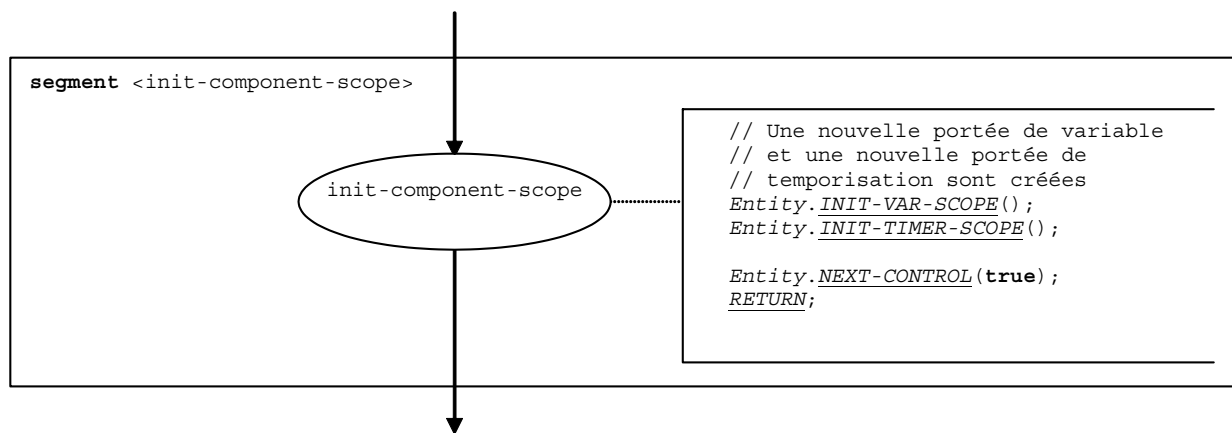 segment <init-component-scope>
init-component-scope
// Une nouvelle portée de variable
// et une nouvelle portée de
// temporisation sont créées
Entity.INIT-VAR-SCOPE();
Entity.INIT-TIMER-SCOPE();
Entity.NEXT-CONTROL(true);
RETURN;